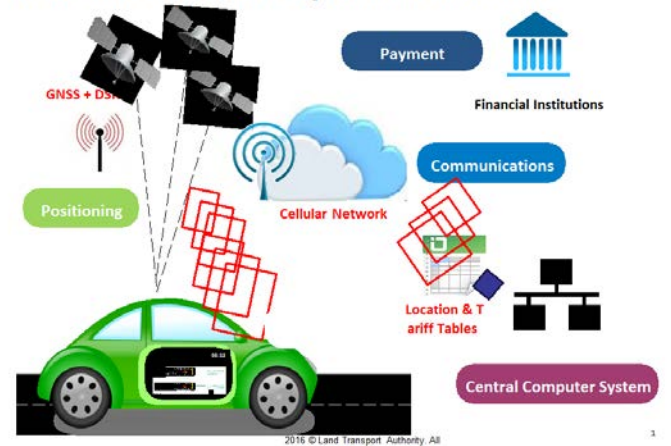 Payment
Financial Institutions
GNSS +
Communications
Positioning
Cellular Network
Location & T
ariff Tables
Central Computer System
2016 © Land Transport Authority. All
1